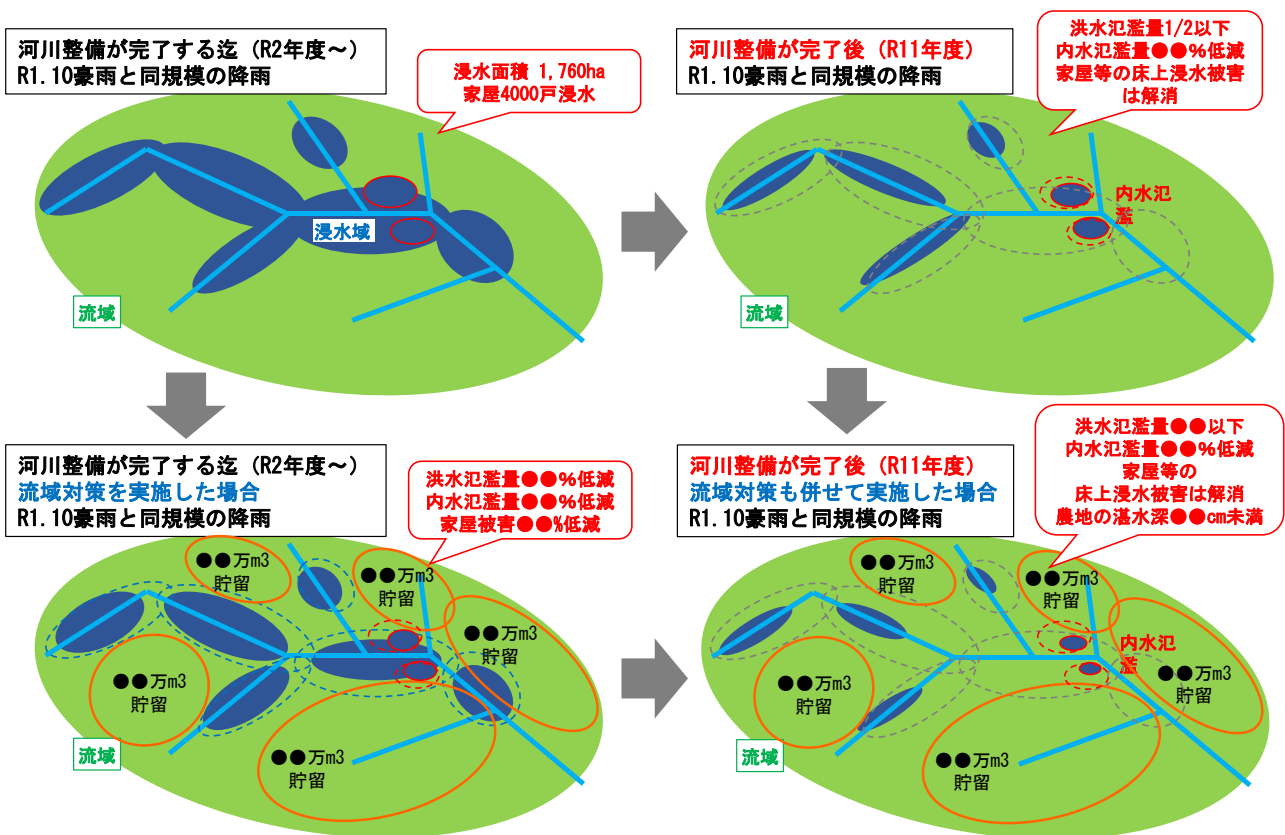 河川整備が完了する迄（R2年度～）
R1.10豪雨と同規模の降雨
浸水面積 1,760ha
家屋4000戸浸水
浸水域
流域
河川整備が完了後（R11年度）
R1.10豪雨と同規模の降雨
洪水氾濫量1/2以下
内水氾濫量●●%低減
家屋等の床上浸水被害
は解消
内水氾
濫
流域
河川整備が完了する迄（R2年度～）
流域対策を実施した場合
R1.10豪雨と同規模の降雨
洪水氾濫量●●%低減
内水氾濫量●●%低減
家屋被害●●%低減
●●万m3
貯留
●●万m3
貯留
●●万m3
貯留
●●万m3
貯留
●●万m3
貯留
流域
河川整備が完了後（R11年度）
流域対策も併せて実施した場合
R1.10豪雨と同規模の降雨
洪水氾濫量●●以下
内水氾濫量●●%低減
家屋等の
床上浸水被害は解消
農地の湛水深●●cm未満
●●万m3
貯留
●●万m3
貯留
内水氾
濫
●●万m3
貯留
●●万m3
貯留
●●万m3
貯留
流域